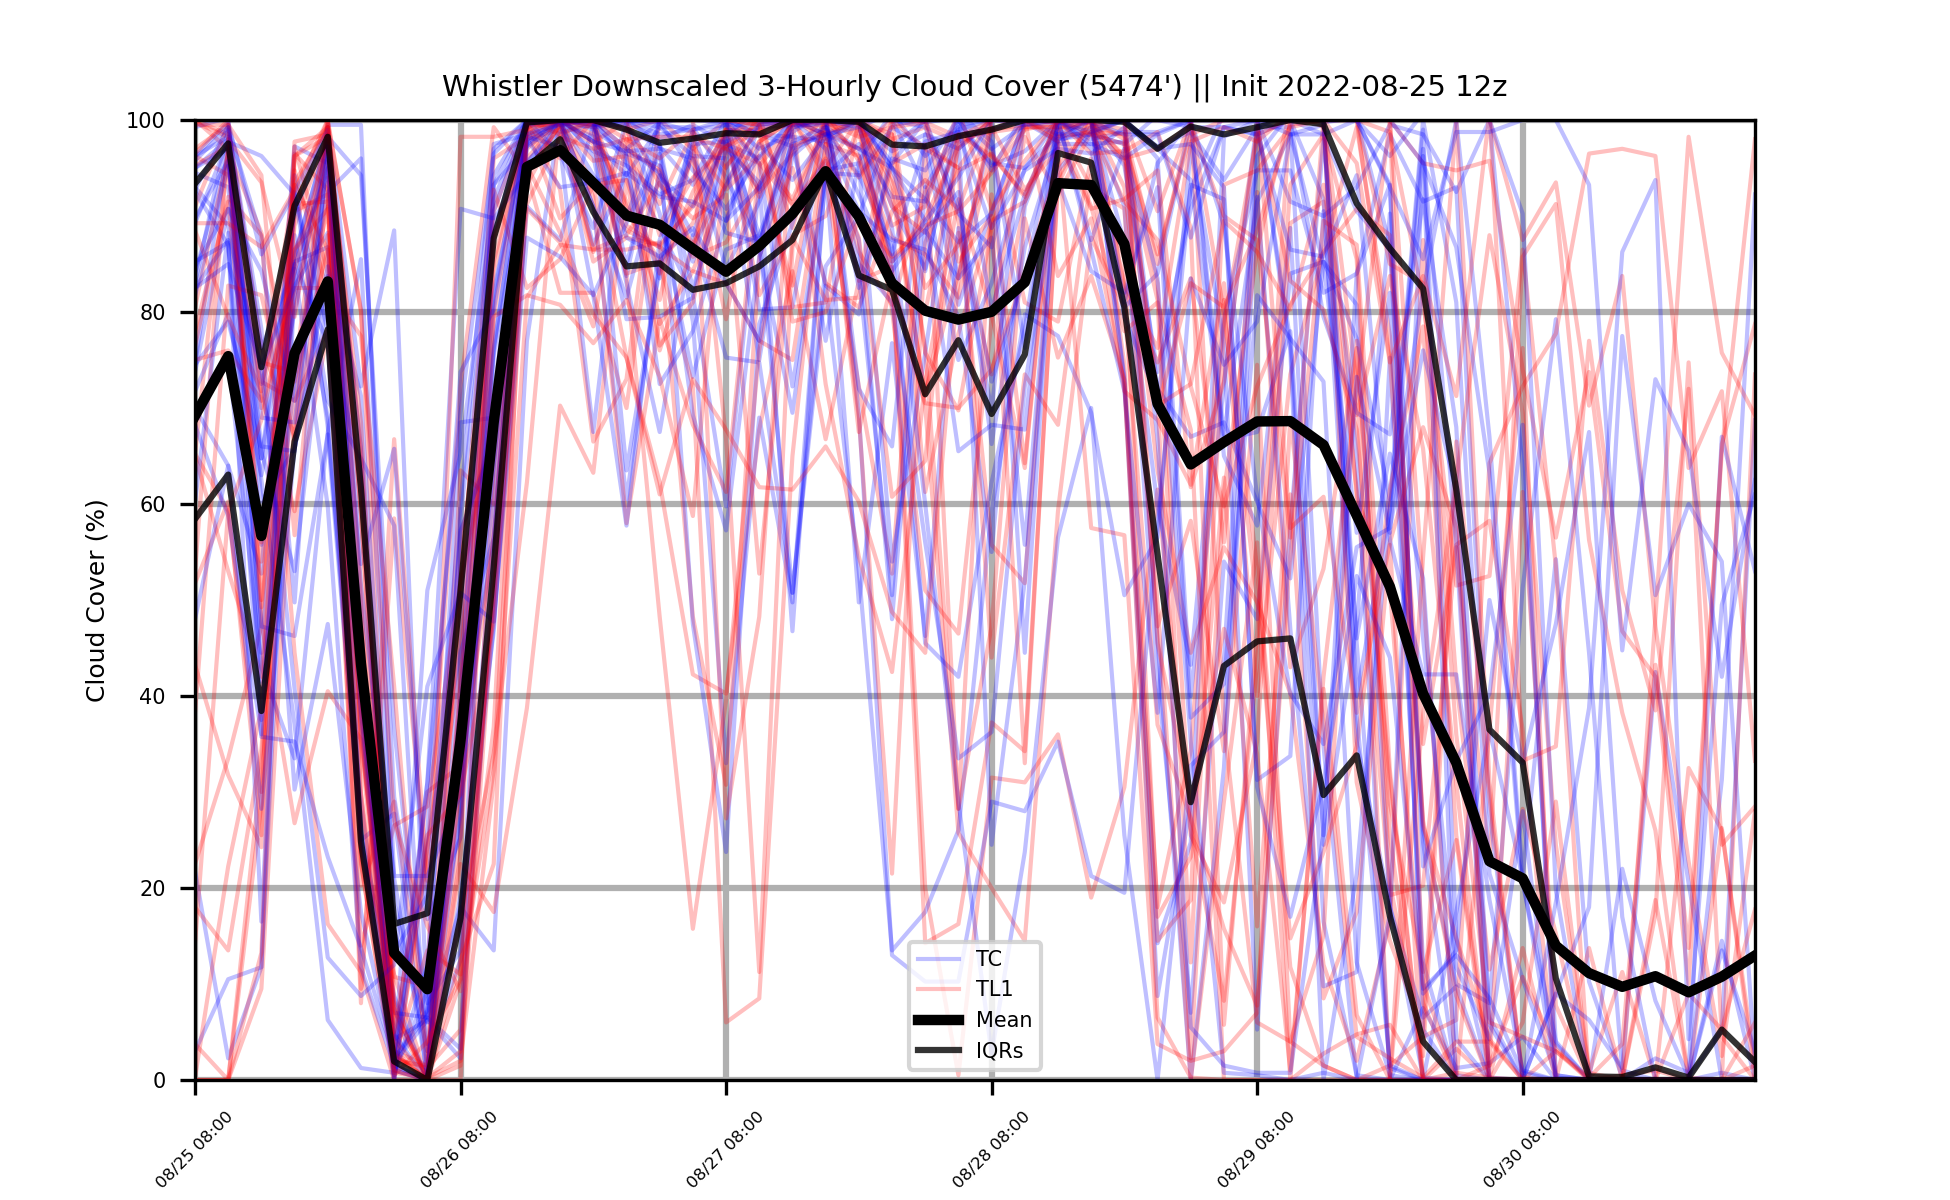 Whistler Downscaled 3-Hourly Cloud Cover (5474') || Init 2022-08-25 12z
Cloud Cover (%)
100
80
60
40
20
0
TC
TL1
Mean
IQRs
08/25 08:00
08/26 08:00
08/27 08:00
08/28 08:00
08/29 08:00
08/30 08:00